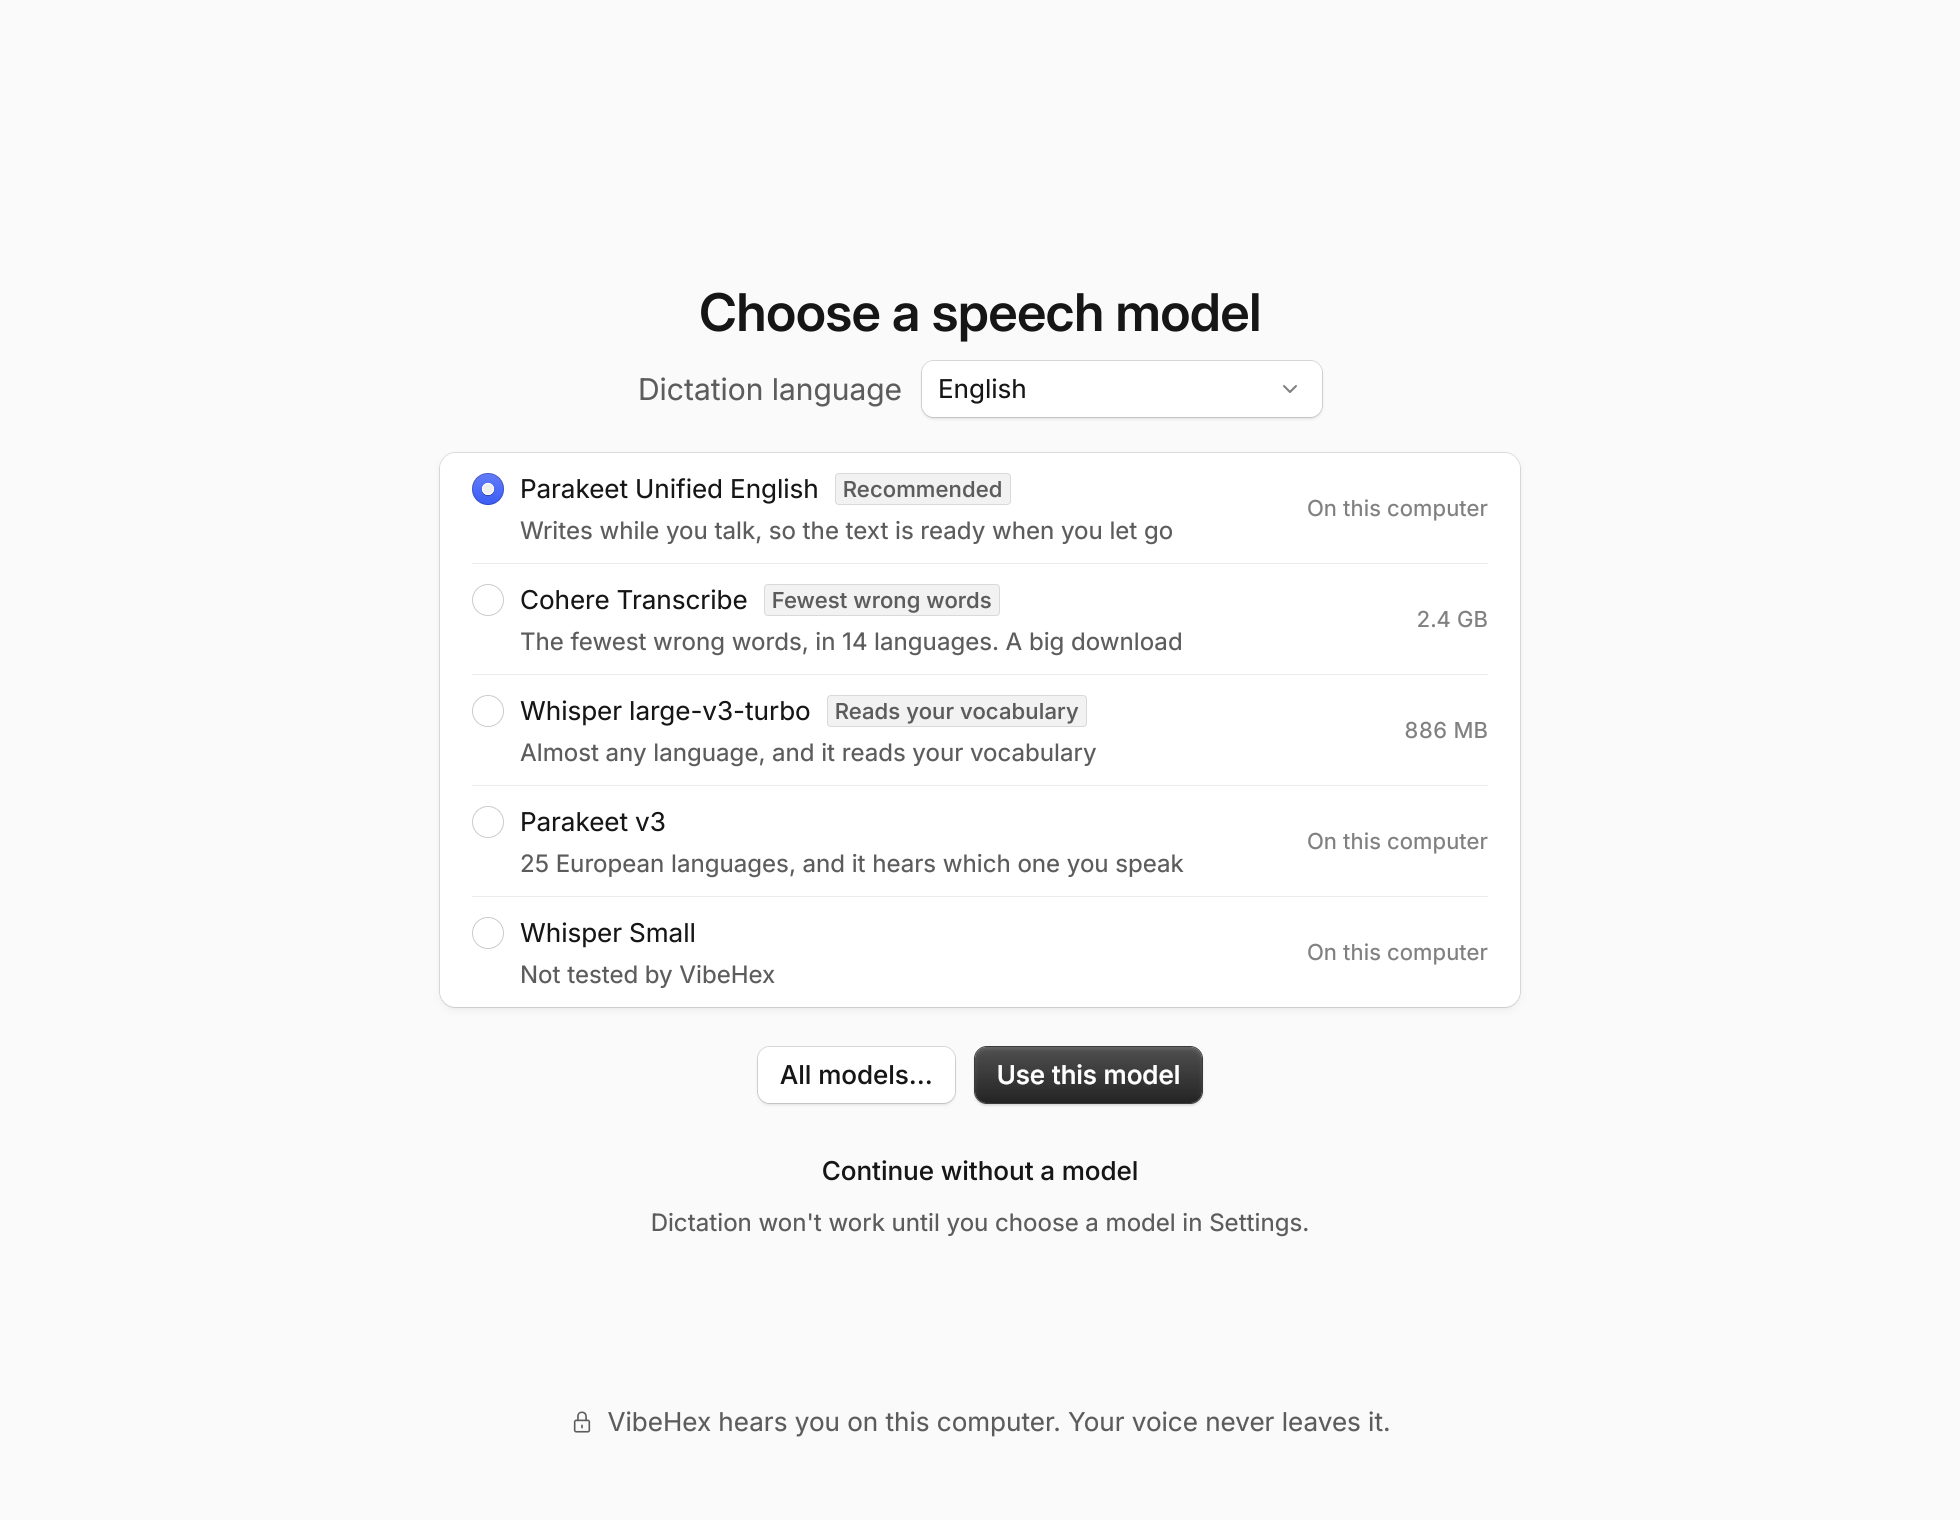 Choose a speech model
Dictation language English
Parakeet Unified English Recommended
On this computer
Writes while you talk, so the text is ready when you let go
Cohere Transcribe Fewest wrong words
2.4 GB
The fewest wrong words, in 14 languages. A big download
Whisper large-v3-turbo Reads your vocabulary
886 MB
Almost any language, and it reads your vocabulary
Parakeet v3
On this computer
25 European languages, and it hears which one you speak
Whisper Small
On this computer
Not tested by VibeHex
All models... Use this model
Continue without a model
Dictation won't work until you choose a model in Settings.
VibeHex hears you on this computer. Your voice never leaves it.